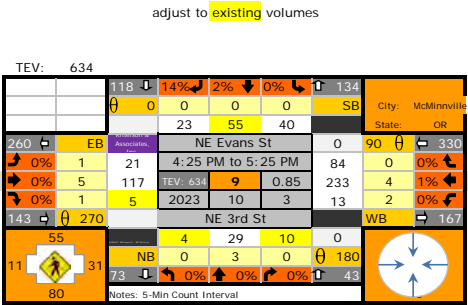 adjust to existing volumes
TEV: 634
118 14% 2% 0% 134
0 0 0 0 SB
23 55 40
City: McMinnville
State: OR
260 EB
Associates,
NE Evans St
0 90 330
0% 1 21
4:25 PM to 5:25 PM
84 0 0%
0% 5 117
TEV: 634 9 0.85
233 4 1%
0% 1 5
2023 10 3
13 2 0%
143 270
NE 3rd St
WB 167
55
11 31
80
4 29 10 0
NB 0 3 0 180
73 0% 0% 0% 43
Notes: 5-Min Count Interval